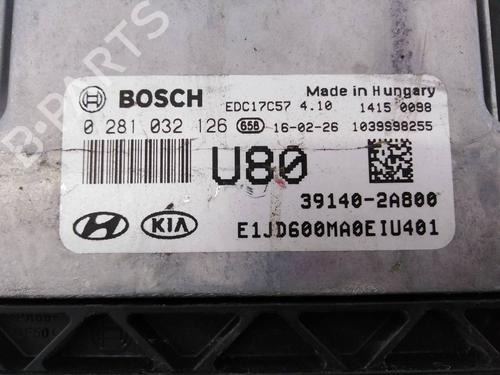 B-PARTS
BOSCH EDC17C57 4.10 Made in Hungary
1415 0098
0 281 032 126 658 16-02-26 1039S98255
U80
39140-2A800
KIA E1JD600MA0EIU401